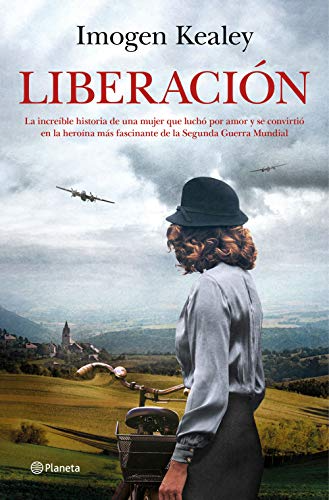 Imogen Kealey
LIBERACIÓN
La increíble historia de una mujer que luchó por amor y se convirtió
en la heroína más fascinante de la Segunda Guerra Mundial
Planeta